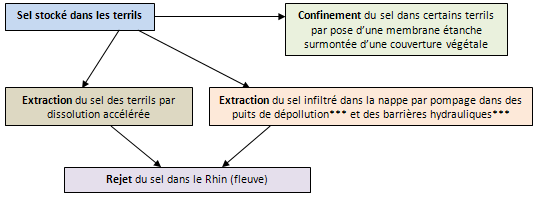 Sel stocké dans les terrils
Confinement du sel dans certains terrils
par pose d'une membrane étanche
surmontée d'une couverture végétale
Extraction du sel des terrils par
dissolution accélérée
Extraction du sel infiltré dans la nappe par pompage dans des
puits de dépollution*** et des barrières hydrauliques***
Rejet du sel dans le Rhin (fleuve)